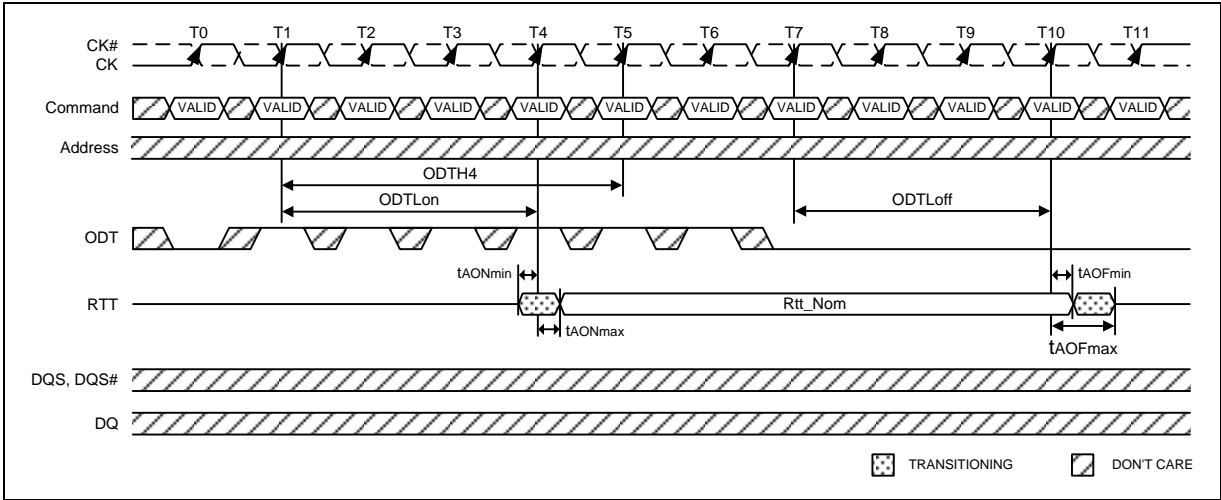 T0 T1 T2 T3 T4 T5 T6 T7 T8 T9 T10 T11
CK#
CK
Command VALID VALID VALID VALID VALID VALID VALID VALID VALID VALID VALID VALID
Address
ODTH4
ODTLon ODTLoff
ODT
tAONmin tAOFmin
RTT Rtt_Nom
tAONmax
tAOFmax
DQS, DQS#
DQ
TRANSITIONING DON'T CARE